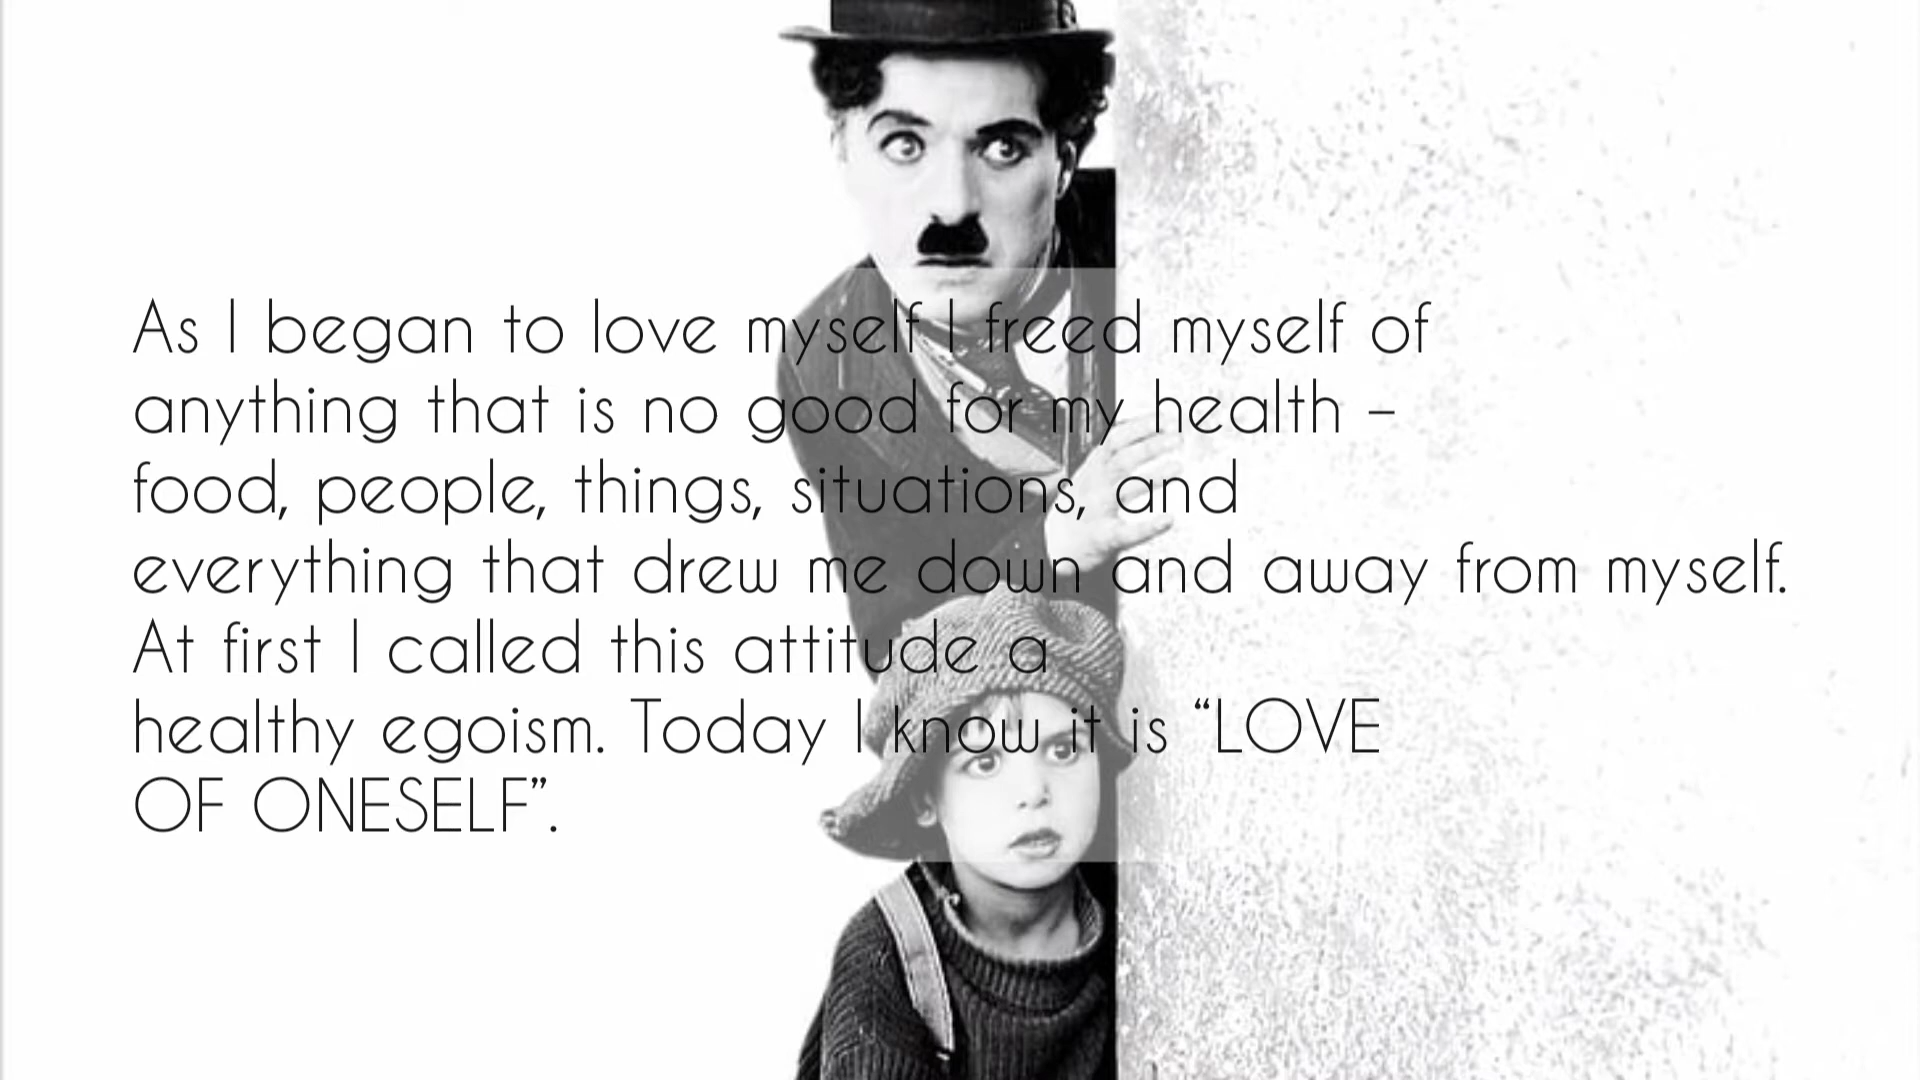 As I began to love myself I freed myself of
anything that is no good for my health –
food, people, things, situations, and
everything that drew me down and away from myself.
At first I called this attitude a
healthy egoism. Today I know it is “LOVE
OF ONESELF”.